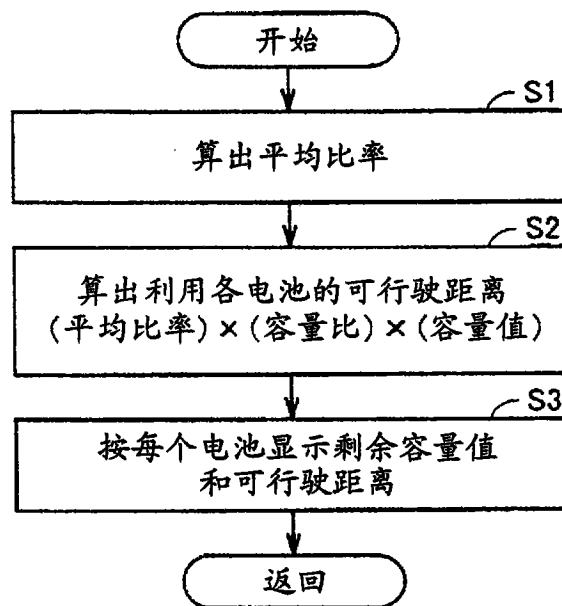 开始
S1
算出平均比率
S2
算出利用各电池的可行驶距离
(平均比率)×(容量比)×(容量值)
S3
按每个电池显示剩余容量值
和可行驶距离
返回